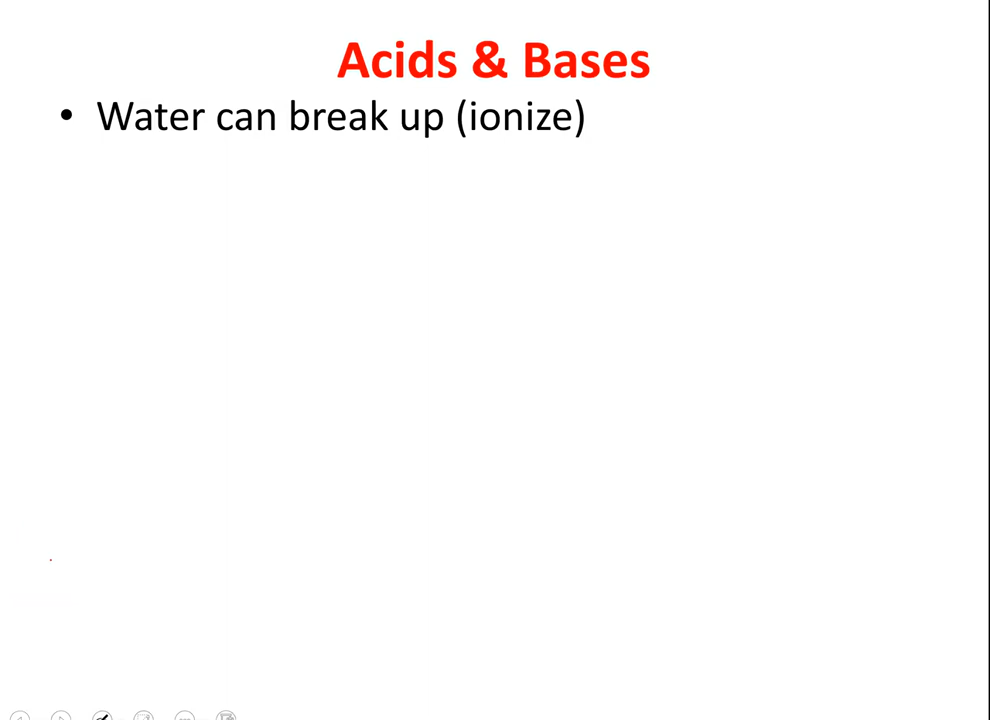 Acids & Bases
• Water can break up (ionize)